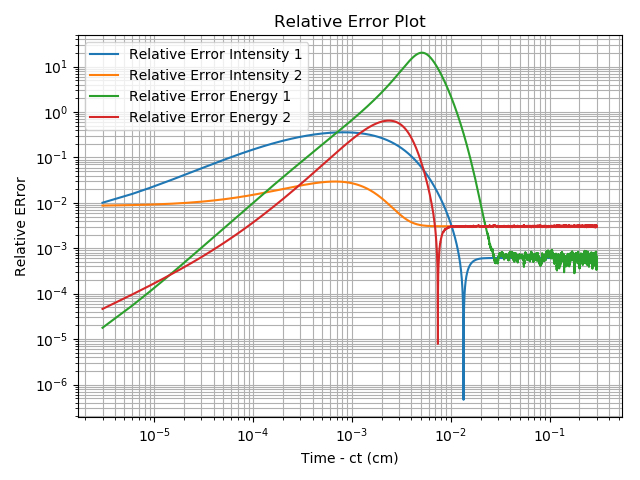 Relative Error Plot
Relative Error Intensity 1
Relative Error Intensity 2
Relative Error Energy 1
Relative Error Energy 2
Relative ERror
10¹
10⁰
10⁻¹
10⁻²
10⁻³
10⁻⁴
10⁻⁵
10⁻⁶
10⁻⁵
10⁻⁴
10⁻³
10⁻²
10⁻¹
Time - ct (cm)